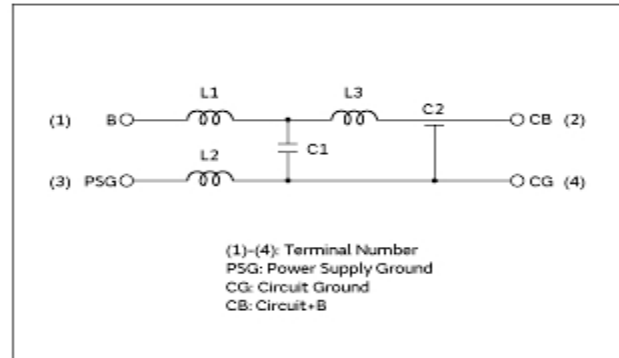 L1
L3
C2
(1)
B
CB (2)
C1
L2
(3) PSG
CG (4)
(1)-(4): Terminal Number
PSG: Power Supply Ground
CG: Circuit Ground
CB: Circuit+B